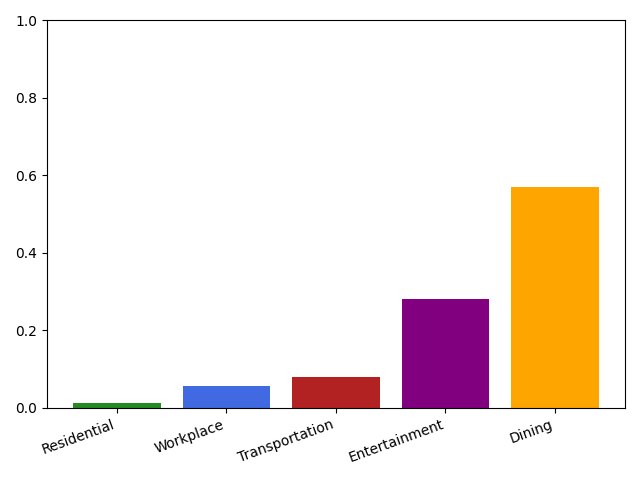 1.0
0.8
0.6
0.4
0.2
0.0
Residential
Workplace
Transportation
Entertainment
Dining